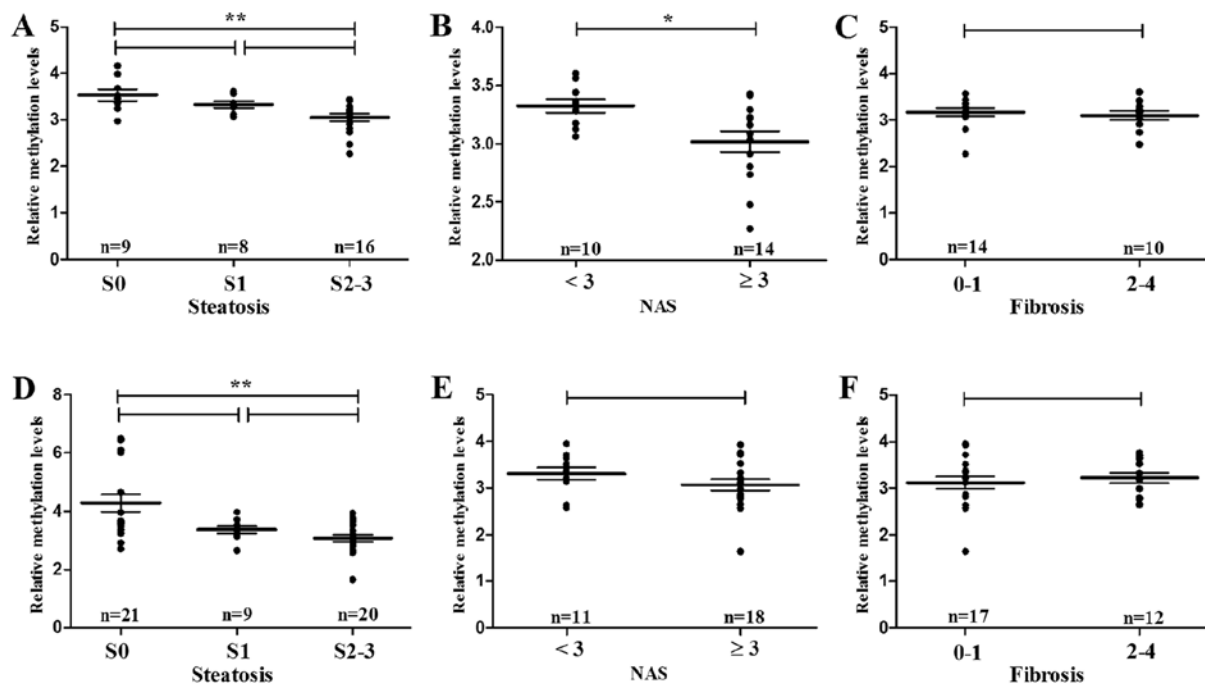 A
**
Relative methylation levels
5
4
3
2
1
0
n=9
n=8
n=16
S0
S1
S2-3
Steatosis
B
*
Relative methylation levels
4.0
3.5
3.0
2.5
2.0
n=10
n=14
< 3
≥ 3
NAS
C
Relative methylation levels
5
4
3
2
1
0
n=14
n=10
0-1
2-4
Fibrosis
D
**
Relative methylation levels
8
6
4
2
0
n=21
n=9
n=20
S0
S1
S2-3
Steatosis
E
Relative methylation levels
5
4
3
2
1
0
n=11
n=18
< 3
≥ 3
NAS
F
Relative methylation levels
5
4
3
2
1
0
n=17
n=12
0-1
2-4
Fibrosis